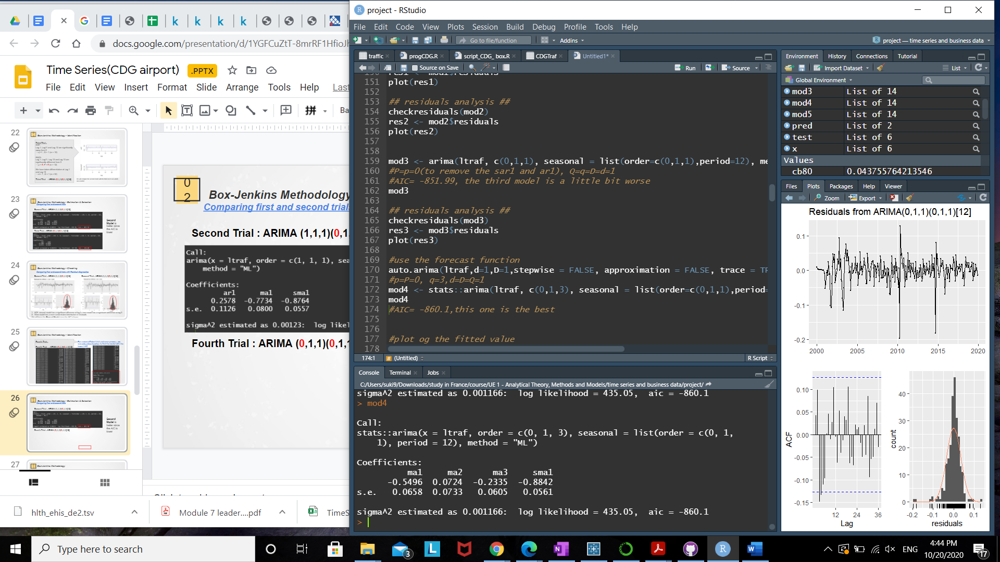 docs.google.com/presentation/d/1YGFCuZtT-8mrRF1Hfio
Time Series(CDG airport)
.PPTX
File Edit View Insert Format Slide Arrange Tools Help Last
Ba
22
23
24
25
26
27
0
2
Box-Jenkins Methodology
Comparing first and second trial
Second Trial : ARIMA (1,1,1)(0,1,
Call:
arima(x = ltraf, order = c(1, 1, 1), sea
method = "ML")
Coefficients:
ar1 ma1 sma1
0.2578 -0.7734 -0.8764
s.e. 0.1126 0.0800 0.0557
sigma^2 estimated as 0.00123: log likel
Fourth Trial : ARIMA (0,1,1)(0,1,1
hlth_ehis_de2.tsv
Module 7 leader....pdf
TimeS
project - RStudio
File Edit Code View Plots Session Build Debug Profile Tools Help
Go to file/function
Addins
project — time series and business data
traffic
progCDG.R
script_CDG_box.R
CDGTraf
Untitled1*
Source on Save
Run
Source
151 plot(res1)
152
153 ## residuals analysis ##
154 checkresiduals(mod2)
155 res2 <- mod2$residuals
156 plot(res2)
157
158
159 mod3 <- arima(ltraf, c(0,1,1), seasonal = list(order=c(0,1,1),period=12), me
160 #P=p=0(to remove the sar1 and ar1), Q=q=D=d=1
161 #AIC= -851.99, the third model is a little bit worse
162 mod3
163
164 ## residuals analysis ##
165 checkresiduals(mod3)
166 res3 <- mod3$residuals
167 plot(res3)
168
169 #use the forecast function
170 auto.arima(ltraf,d=1,D=1,stepwise = FALSE, approximation = FALSE, trace = TR
171 #p=P=0, q=3,d=D=Q=1
172 mod4 <- stats::arima(ltraf, c(0,1,3), seasonal = list(order=c(0,1,1),period=
173 mod4
174 #AIC= -860.1,this one is the best
175
176
177 #plot og the fitted value
178
174:1 (Untitled) R Script
Console Terminal Jobs
C:/Users/suki9/Downloads/study in France/course/UE 1 - Analytical Theory, Methods and Models/time series and business data/project/
sigma^2 estimated as 0.001166: log likelihood = 435.05, aic = -860.1
> mod4
Call:
stats::arima(x = ltraf, order = c(0, 1, 3), seasonal = list(order = c(0, 1,
1), period = 12), method = "ML")
Coefficients:
ma1 ma2 ma3 sma1
-0.5496 0.0724 -0.2335 -0.8842
s.e. 0.0658 0.0733 0.0605 0.0561
sigma^2 estimated as 0.001166: log likelihood = 435.05, aic = -860.1
>
Environment History Connections Tutorial
Import Dataset
List
Global Environment
mod3 List of 14
mod4 List of 14
mod5 List of 14
pred List of 2
test List of 6
x List of 6
Values
cb80 0.043755764213546
Files Plots Packages Help Viewer
Zoom Export
Residuals from ARIMA(0,1,1)(0,1,1)[12]
0.1
0.0
-0.1
-0.2
2000 2005 2010 2015 2020
ACF
0.10
0.05
0.00
-0.05
-0.10
-0.15
12 24 36
Lag
count
40
30
20
10
0
-0.2 -0.1 0.0 0.1
residuals
Type here to search
3
ENG
4:44 PM
10/20/2020
17